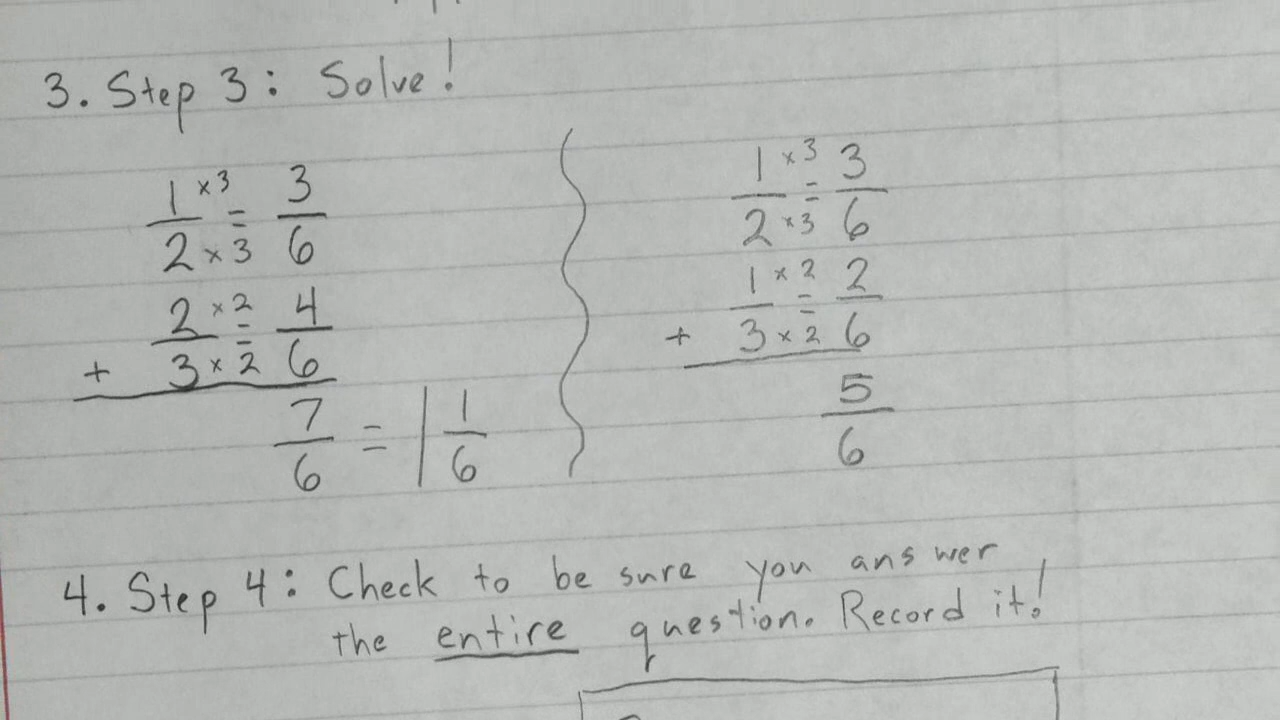 3. Step 3: Solve!
1 ×3 = 3
2 ×3 6
2 ×2 = 4
+ 3 ×2 6
7 = 1 1
6 6
1 ×3 = 3
2 ×3 6
1 ×2 = 2
+ 3 ×2 6
5
6
4. Step 4: Check to be sure you answer
the entire question. Record it!